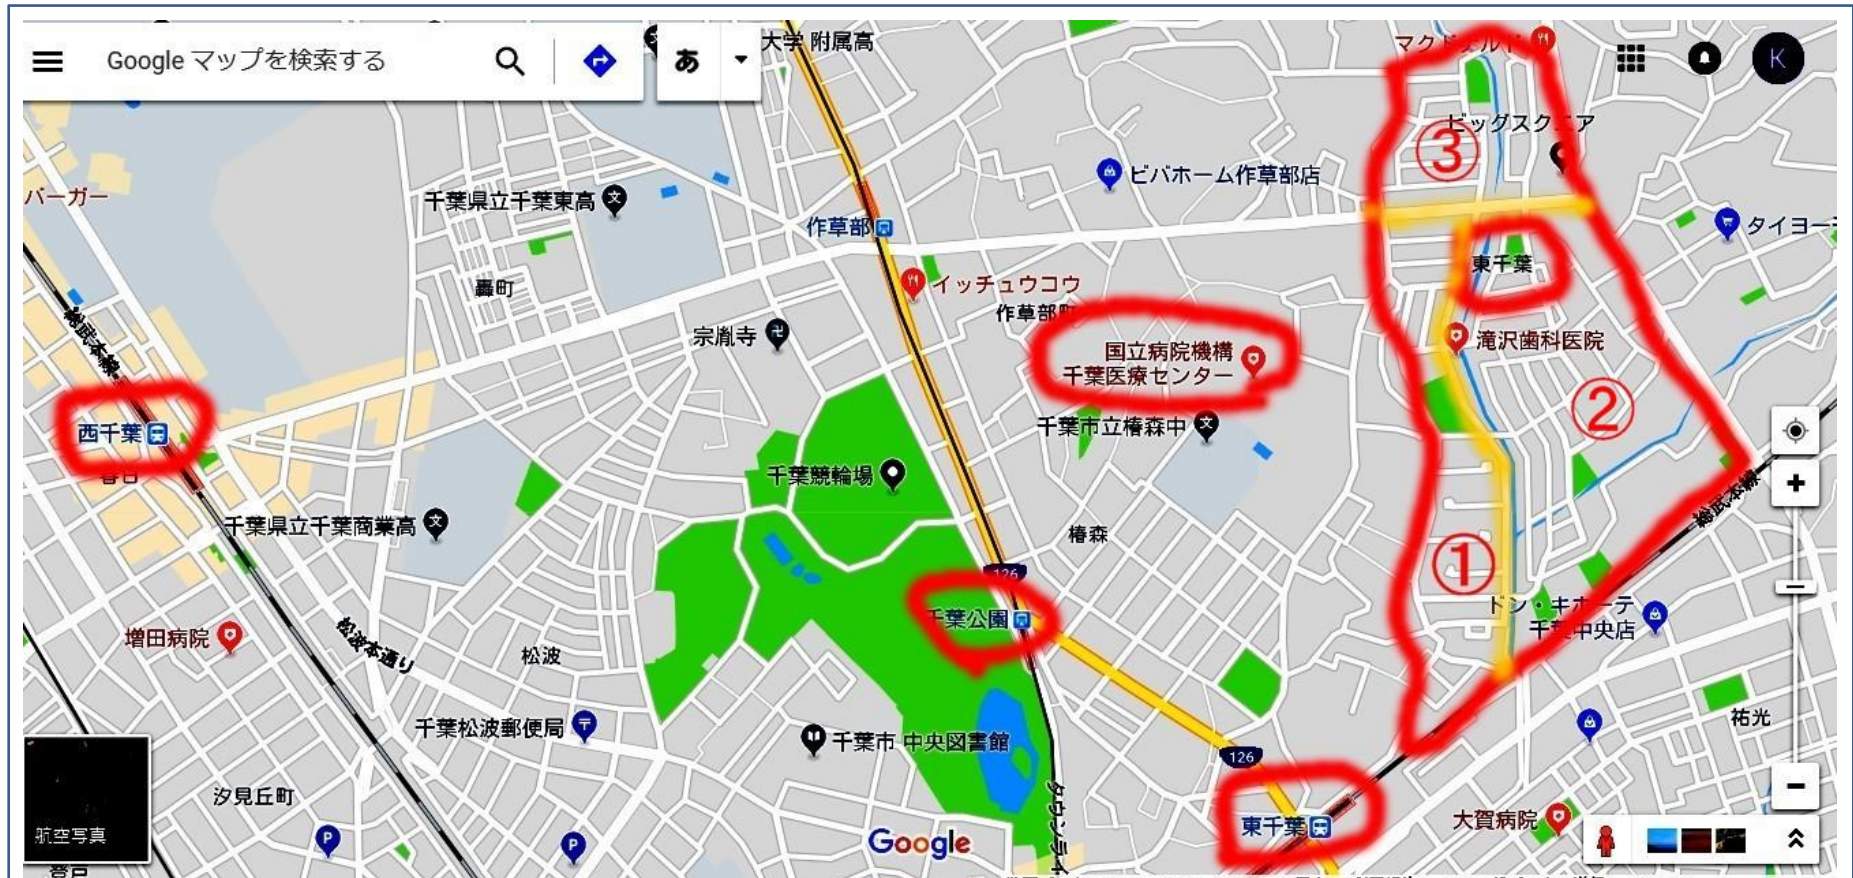 Google マップを検索する
あ
大学 附属高
マクドナルド
K
ビッグスクエア
③
バーガー
千葉県立千葉東高
ビバホーム作草部店
作草部
タイヨー
東千葉
轟町
イッチュウコウ
作草部町
総武本線
宗胤寺
国立病院機構
千葉医療センター
滝沢歯科医院
②
西千葉
春日
千葉市立椿森中
千葉競輪場
総武本線
千葉県立千葉商業高
椿森
①
126
千葉公園
ドン・キホーテ
千葉中央店
増田病院
松波本通り
松波
千葉松波郵便局
千葉市 中央図書館
祐光
126
汐見丘町
タウンライ
航空写真
Google
東千葉
大賀病院
登戸